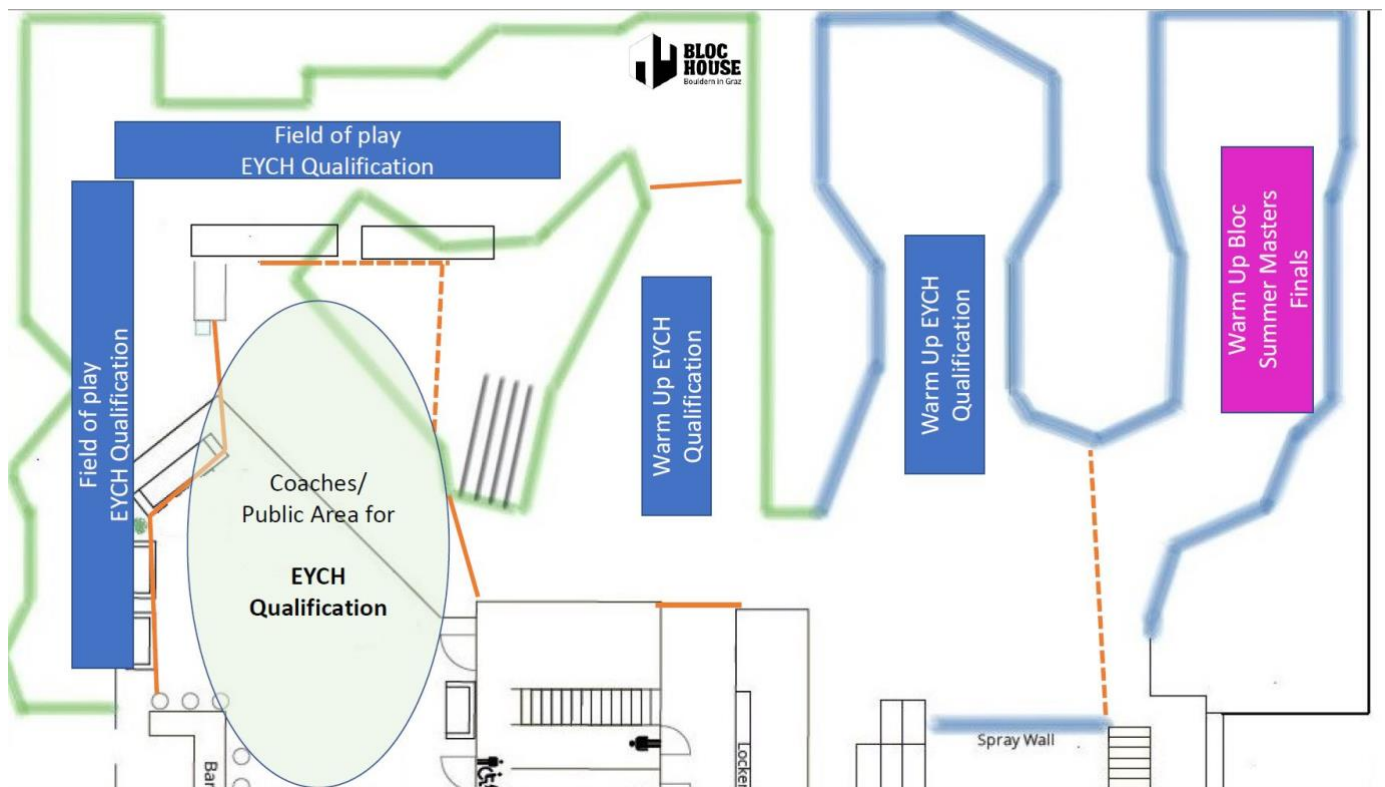 BLOC
HOUSE
Bouldern in Graz
Field of play
EYCH Qualification
Field of play
EYCH Qualification
Warm Up EYCH
Qualification
Warm Up EYCH
Qualification
Warm Up Bloc
Summer Masters
Finals
Coaches/
Public Area for
EYCH
Qualification
Spray Wall
Bar
Locker